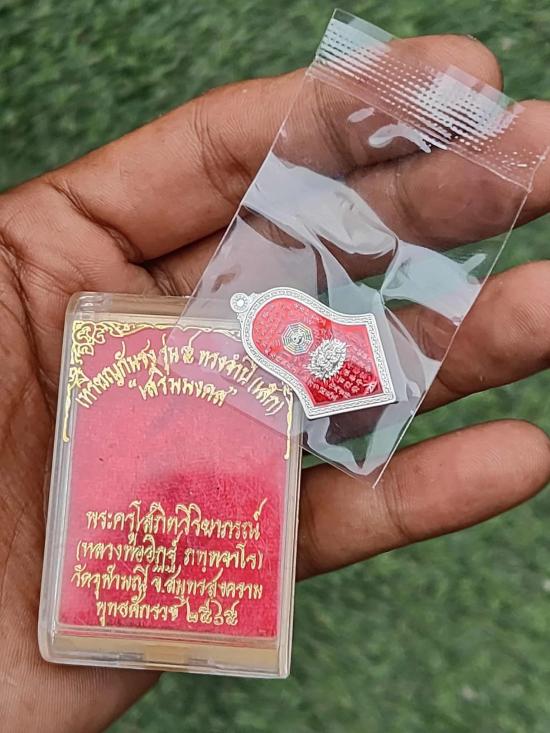 เหรียญกันชง รุ่น ๕ ทรงจำปี (เล็ก)
"เสริมมงคล"
พระครูโสภิตวิริยาภรณ์
(หลวงพ่ออิฏฐ์ ภทฺทจาโร)
วัดจุฬามณี จ.สมุทรสงคราม
พุทธศักราช ๒๕๖๕